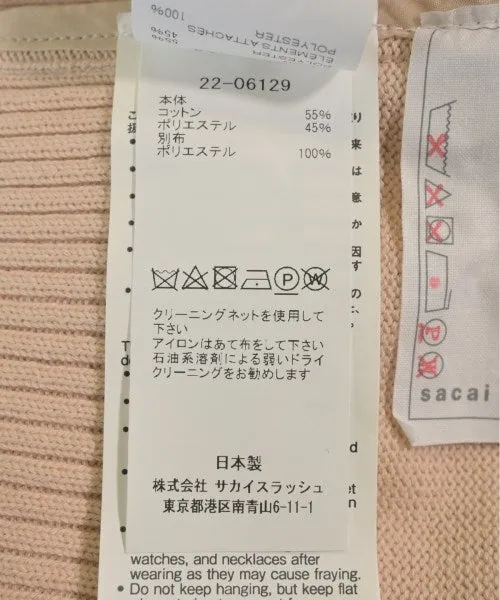 100%
45%
55%
POLYESTER
ELEMENTS ATTACHES
POLYESTER
22-06129
本体
コットン 55%
ポリエステル 45%
別布
ポリエステル 100%
クリーニングネットを使用して
下さい
アイロンはあて布をして下さい
石油系溶剤による弱いドライ
クリーニングをお勧めします
日本製
株式会社 サカイスラッシュ
東京都港区南青山6-11-1
watches, and necklaces after
wearing as they may cause fraying.
• Do not keep hanging, but keep flat
sacai